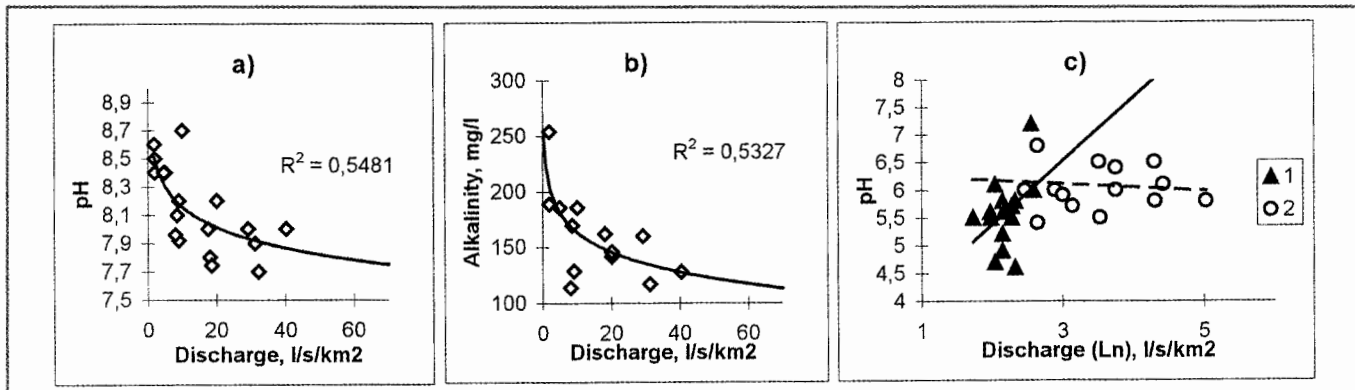 a)
pH
8,9
8,7
8,5
8,3
8,1
7,9
7,7
7,5
R² = 0,5481
0 20 40 60
Discharge, l/s/km2
b)
Alkalinity, mg/l
300
250
200
150
100
R² = 0,5327
0 20 40 60
Discharge, l/s/km2
c)
pH
8
7,5
7
6,5
6
5,5
5
4,5
4
1 3 5
Discharge (Ln), l/s/km2
1
2